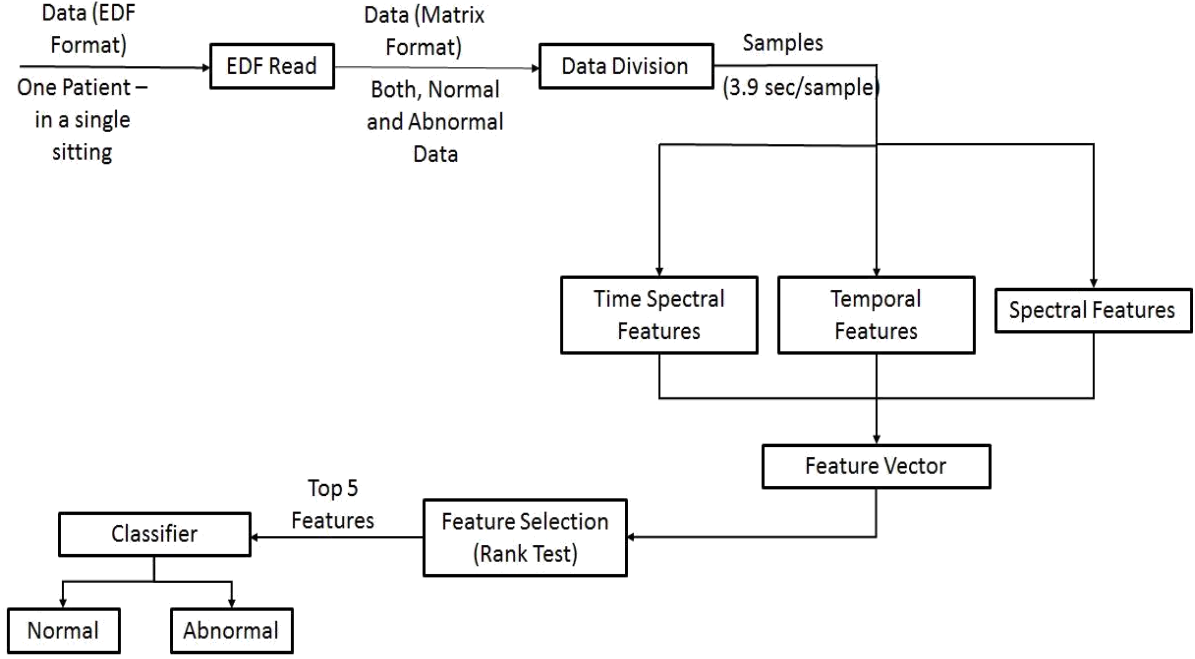 Data (EDF
Format)
One Patient –
in a single
sitting
EDF Read
Data (Matrix
Format)
Both, Normal
and Abnormal
Data
Data Division
Samples
(3.9 sec/sample)
Time Spectral
Features
Temporal
Features
Spectral Features
Feature Vector
Feature Selection
(Rank Test)
Top 5
Features
Classifier
Normal
Abnormal